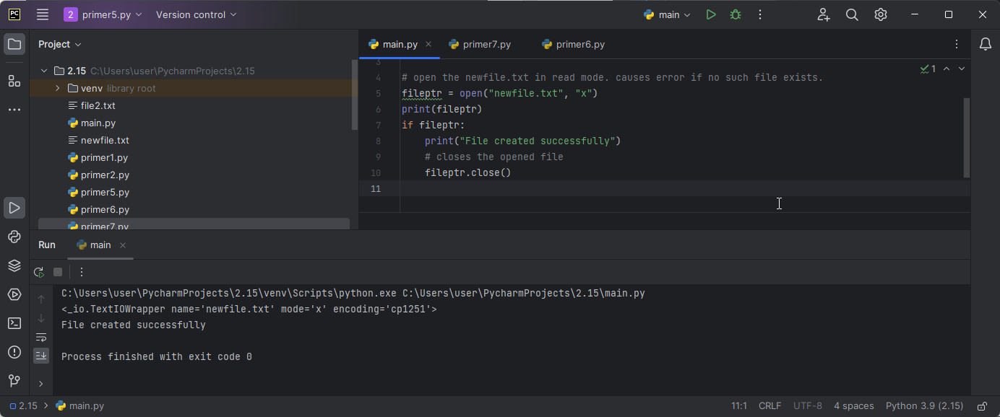 PC 2 primer5.py Version control main
Project
2.15 C:\Users\user\PycharmProjects\2.15
venv library root
file2.txt
main.py
newfile.txt
primer1.py
primer2.py
primer5.py
primer6.py
primer7.py
main.py primer7.py primer6.py
1
3
4 # open the newfile.txt in read mode. causes error if no such file exists.
5 fileptr = open("newfile.txt", "x")
6 print(fileptr)
7 if fileptr:
8 print("File created successfully")
9 # closes the opened file
10 fileptr.close()
11
Run main
C:\Users\user\PycharmProjects\2.15\venv\Scripts\python.exe C:\Users\user\PycharmProjects\2.15\main.py
<_io.TextIOWrapper name='newfile.txt' mode='x' encoding='cp1251'>
File created successfully
Process finished with exit code 0
2.15 main.py 11:1 CRLF UTF-8 4 spaces Python 3.9 (2.15)